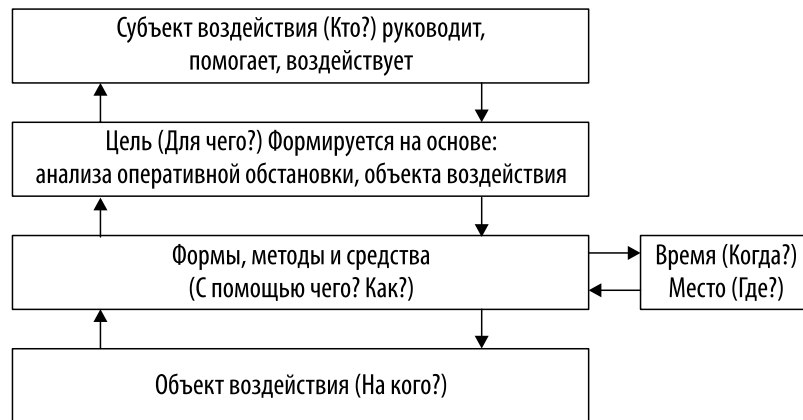 Субъект воздействия (Кто?) руководит,
помогает, воздействует
Цель (Для чего?) Формируется на основе:
анализа оперативной обстановки, объекта воздействия
Формы, методы и средства
(С помощью чего? Как?)
Время (Когда?)
Место (Где?)
Объект воздействия (На кого?)